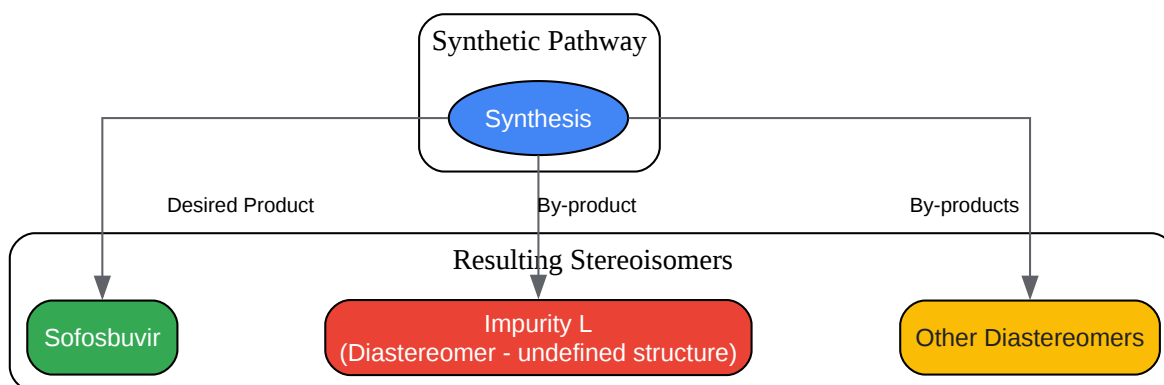 Synthetic Pathway
Synthesis
Desired Product
By-product
By-products
Resulting Stereoisomers
Sofosbuvir
Impurity L
(Diastereomer - undefined structure)
Other Diastereomers